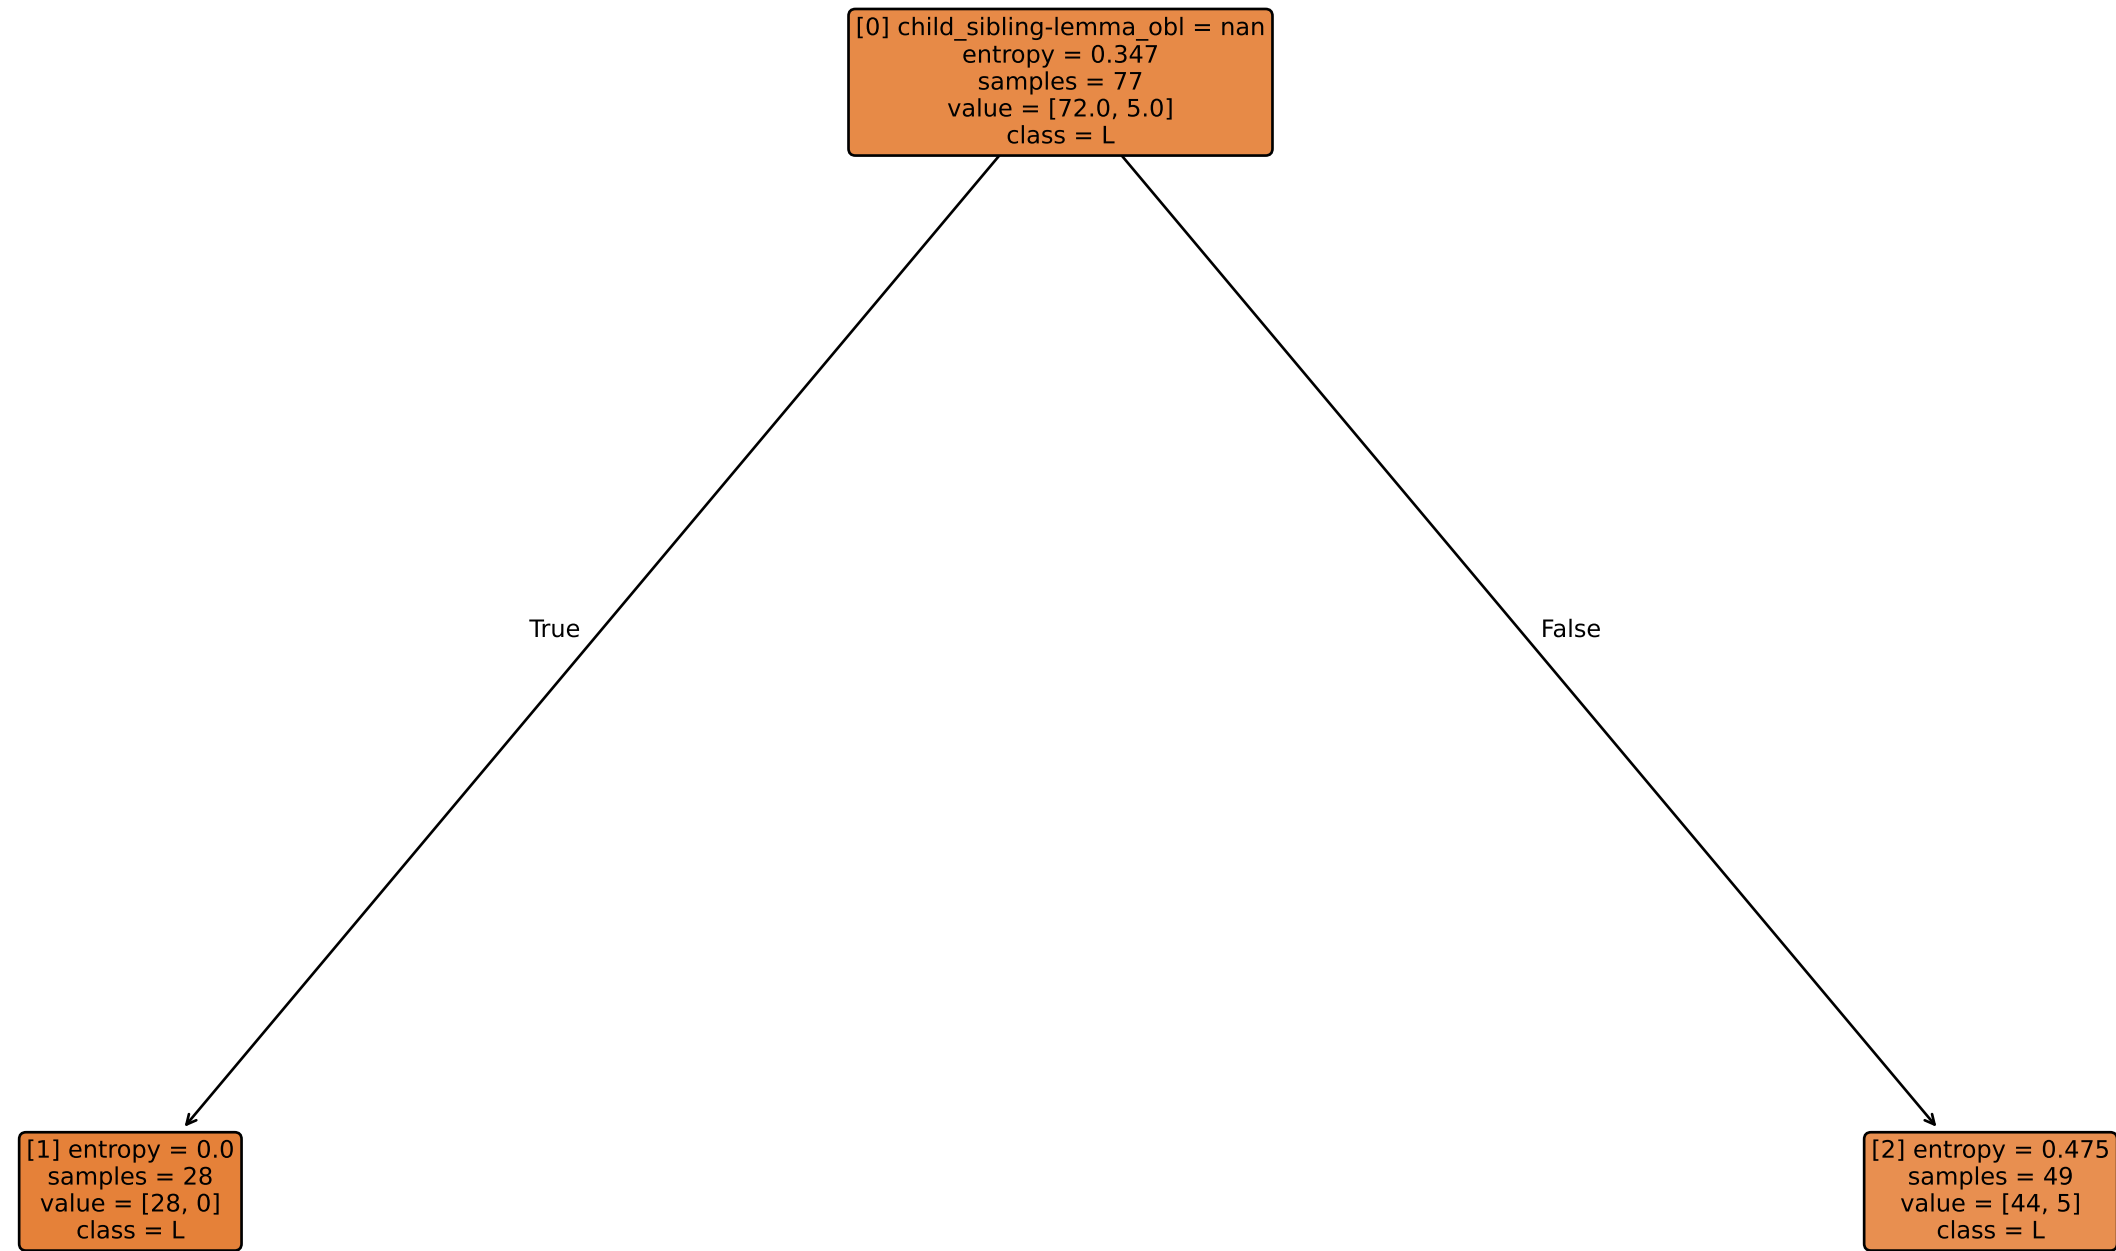 [0] child_sibling-lemma_obl = nan
entropy = 0.347
samples = 77
value = [72.0, 5.0]
class = L
True
False
[1] entropy = 0.0
samples = 28
value = [28, 0]
class = L
[2] entropy = 0.475
samples = 49
value = [44, 5]
class = L